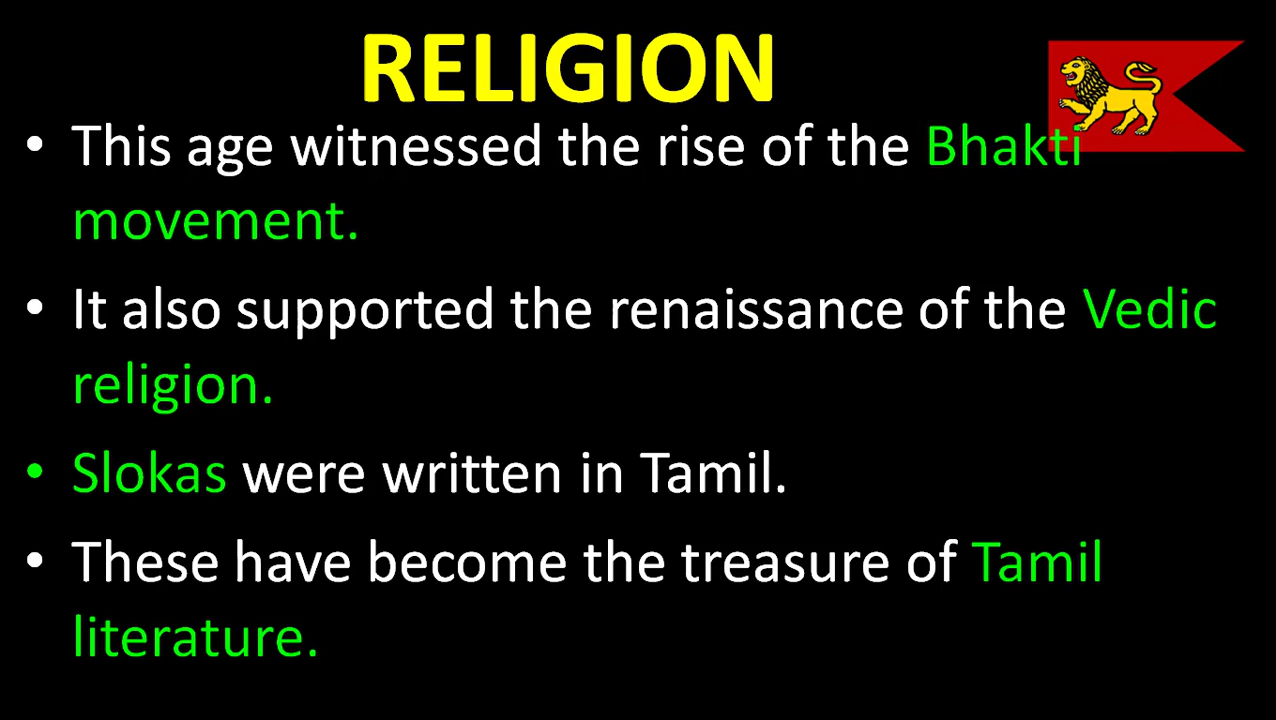 RELIGION
• This age witnessed the rise of the Bhakti
movement.
• It also supported the renaissance of the Vedic
religion.
• Slokas were written in Tamil.
• These have become the treasure of Tamil
literature.